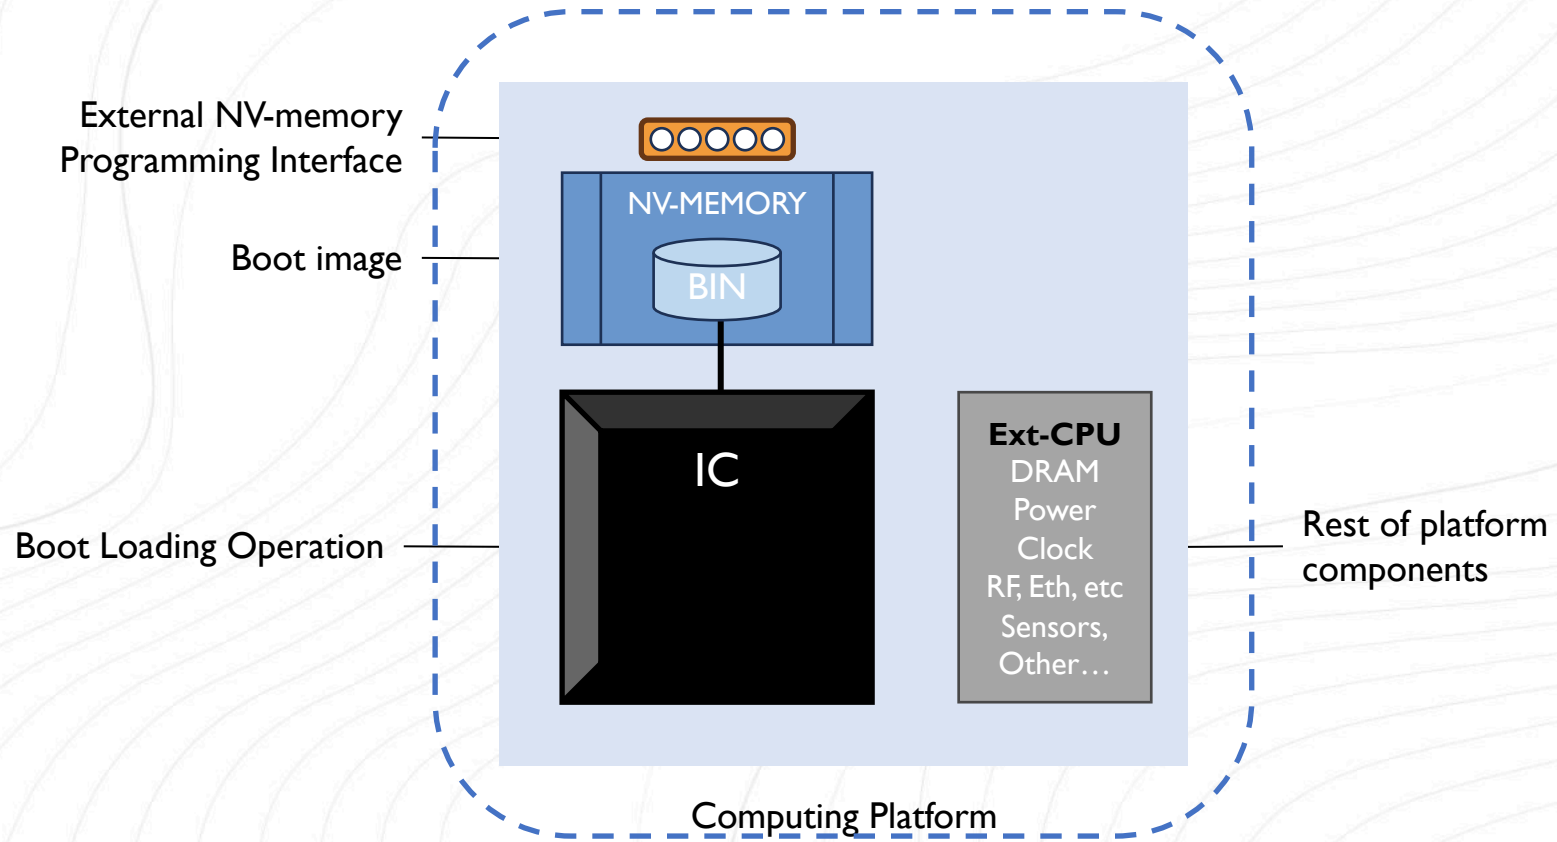 External NV-memory
Programming Interface
NV-MEMORY
Boot image
BIN
IC
Boot Loading Operation
Ext-CPU
DRAM
Power
Clock
RF, Eth, etc
Sensors,
Other…
Rest of platform
components
Computing Platform